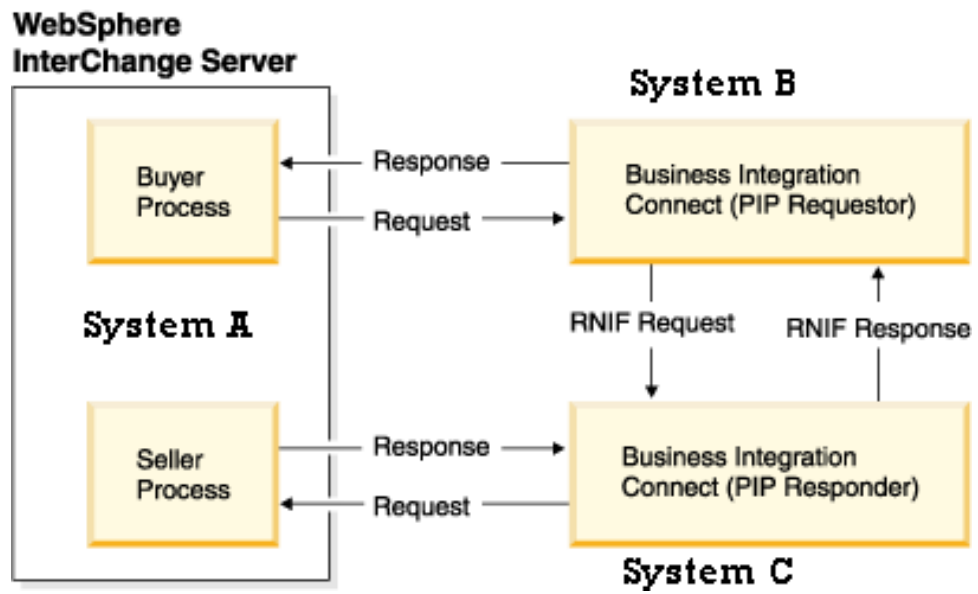 WebSphere
InterChange Server
System B
Buyer
Process
Response
Request
Business Integration
Connect (PIP Requestor)
System A
RNIF Request
RNIF Response
Seller
Process
Response
Request
Business Integration
Connect (PIP Responder)
System C